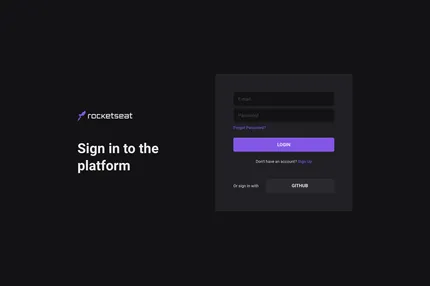 rocketseat
Sign in to the
platform
E-mail
Password
Forgot Password?
LOGIN
Don't have an account? Sign Up
Or sign in with
GITHUB